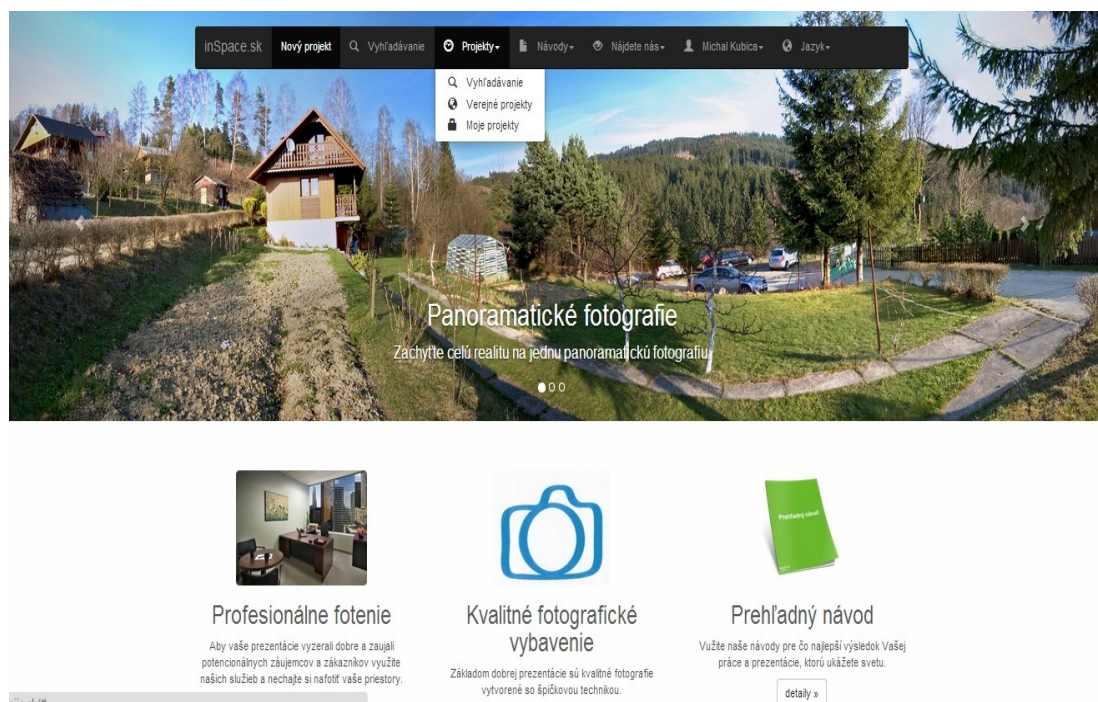 inSpace.sk Nový projekt Vyhľadávanie Projekty Návody Nájdete nás Michal Kubica Jazyk
Vyhľadávanie
Verejné projekty
Moje projekty
Panoramatické fotografie
Zachyťte celú realitu na jednu panoramatickú fotografiu
Prehľadný návod
Profesionálne fotenie
Aby vaše prezentácie vyzerali dobre a zaujali
potencionálnych záujemcov a zákazníkov využite
našich služieb a nechajte si nafotiť vaše priestory.
Kvalitné fotografické
vybavenie
Základom dobrej prezentácie sú kvalitné fotografie
vytvorené so špičkovou technikou.
Prehľadný návod
Vužite naše návody pre čo najlepší výsledok Vašej
práce a prezentácie, ktorú ukážete svetu.
detaily »